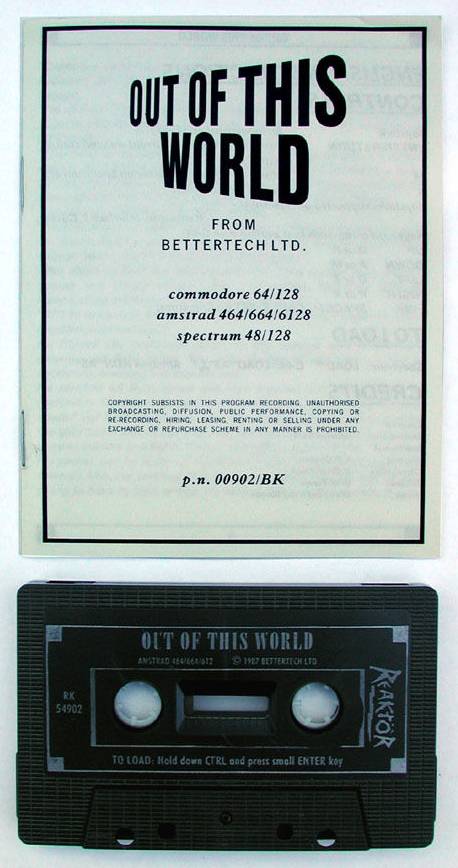 OUT OF THIS
WORLD
FROM
BETTERTECH LTD.
commodore 64/128
amstrad 464/664/6128
spectrum 48/128
COPYRIGHT SUBSISTS IN THIS PROGRAM RECORDING. UNAUTHORISED
BROADCASTING, DIFFUSION, PUBLIC PERFORMANCE, COPYING OR
RE-RECORDING, HIRING, LEASING, RENTING OR SELLING UNDER ANY
EXCHANGE OR REPURCHASE SCHEME IN ANY MANNER IS PROHIBITED.
p.n. 00902/BK
OUT OF THIS WORLD
AMSTRAD 464/664/612 © 1987 BETTERTECH LTD
RK
54902
REAKTÖR
TO LOAD: Hold down CTRL and press small ENTER key